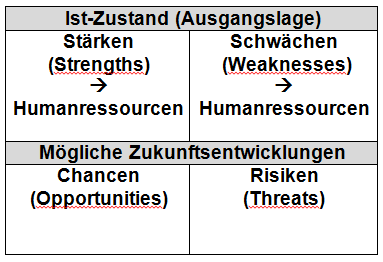 Ist-Zustand (Ausgangslage)
Stärken
(Strengths)
→
Humanressourcen
Schwächen
(Weaknesses)
→
Humanressourcen
Mögliche Zukunftsentwicklungen
Chancen
(Opportunities)
Risiken
(Threats)